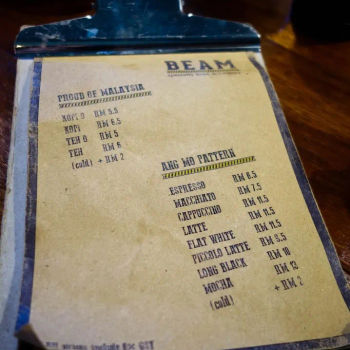 BEAM
PROUD OF MALAYSIA
KOPI O RM 5.5
KOPI RM 6.5
TEH O RM 5
TEH RM 6
(cold) + RM 2
ANG MO PATTERN
ESPRESSO RM 6.5
MACCHIATO RM 7.5
CAPPUCCINO RM 11.5
LATTE RM 11.5
FLAT WHITE RM 11.5
PICCOLO LATTE RM 9.5
LONG BLACK RM 10
MOCHA RM 12
(cold) + RM 2
GST